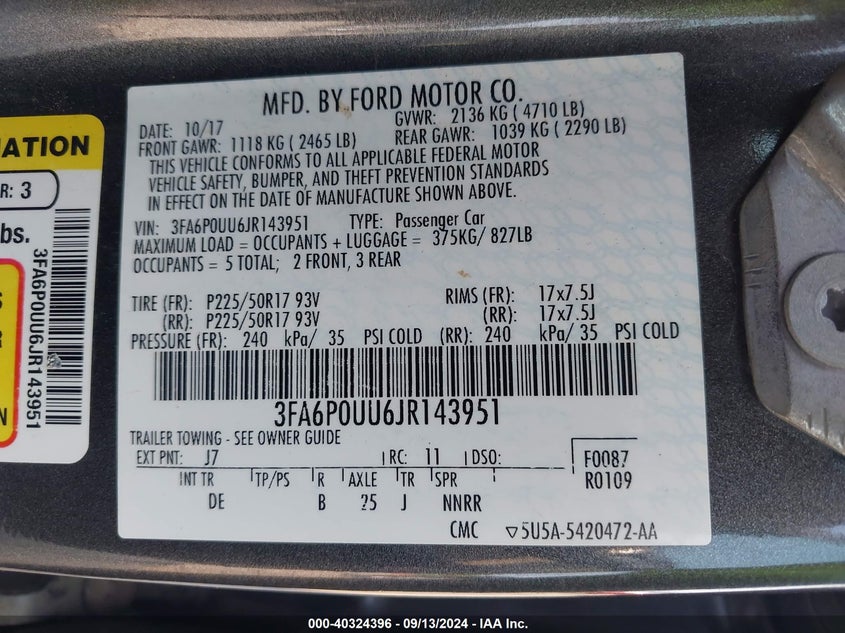 MFD. BY FORD MOTOR CO.
DATE: 10/17 GVWR: 2136 KG ( 4710 LB)
FRONT GAWR: 1118 KG ( 2465 LB) REAR GAWR: 1039 KG ( 2290 LB)
THIS VEHICLE CONFORMS TO ALL APPLICABLE FEDERAL MOTOR
VEHICLE SAFETY, BUMPER, AND THEFT PREVENTION STANDARDS
IN EFFECT ON THE DATE OF MANUFACTURE SHOWN ABOVE.
VIN: 3FA6P0UU6JR143951 TYPE: Passenger Car
MAXIMUM LOAD = OCCUPANTS + LUGGAGE = 375KG/ 827LB
OCCUPANTS = 5 TOTAL; 2 FRONT, 3 REAR
TIRE (FR): P225/50R17 93V RIMS (FR): 17x7.5J
(RR): P225/50R17 93V (RR): 17x7.5J
PRESSURE (FR): 240 kPa/ 35 PSI COLD (RR): 240 kPa/ 35 PSI COLD
3FA6P0UU6JR143951
TRAILER TOWING - SEE OWNER GUIDE
EXT PNT: J7 RC: 11 DSO: F0087
R0109
INT TR TP/PS R AXLE TR SPR
DE B 25 J NNRR
CMC ▽5U5A-5420472-AA
R: 3
bs.
3FA6P0UU6JR143951
000-40324396 - 09/13/2024 - IAA Inc.